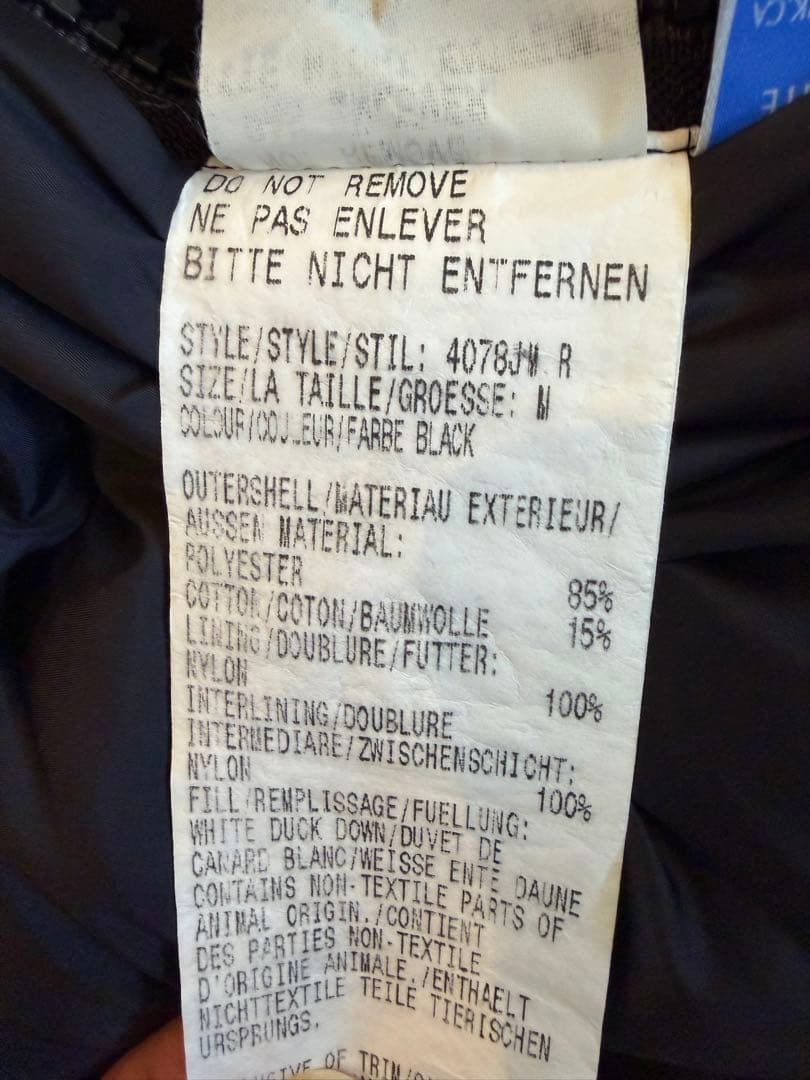 DO NOT REMOVE
NE PAS ENLEVER
BITTE NICHT ENTFERNEN
STYLE/STYLE/STIL: 4078JM R
SIZE/LA TAILLE/GROESSE: M
COLOUR/COULEUR/FARBE BLACK
OUTERSHELL/MATERIAU EXTERIEUR/
AUSSEN MATERIAL:
POLYESTER 85%
COTTON/COTON/BAUMWOLLE 15%
LINING/DOUBLURE/FUTTER:
NYLON 100%
INTERLINING/DOUBLURE
INTERMEDIARE/ZWISCHENSCHICHT:
NYLON 100%
FILL/REMPLISSAGE/FUELLUNG:
WHITE DUCK DOWN/DUVET DE
CANARD BLANC/WEISSE ENTE DAUNE
CONTAINS NON-TEXTILE PARTS OF
ANIMAL ORIGIN./CONTIENT
DES PARTIES NON-TEXTILE
D'ORIGINE ANIMALE./ENTHAELT
NICHTTEXTILE TEILE TIERISCHEN
URSPRUNGS.
OF TRIM/